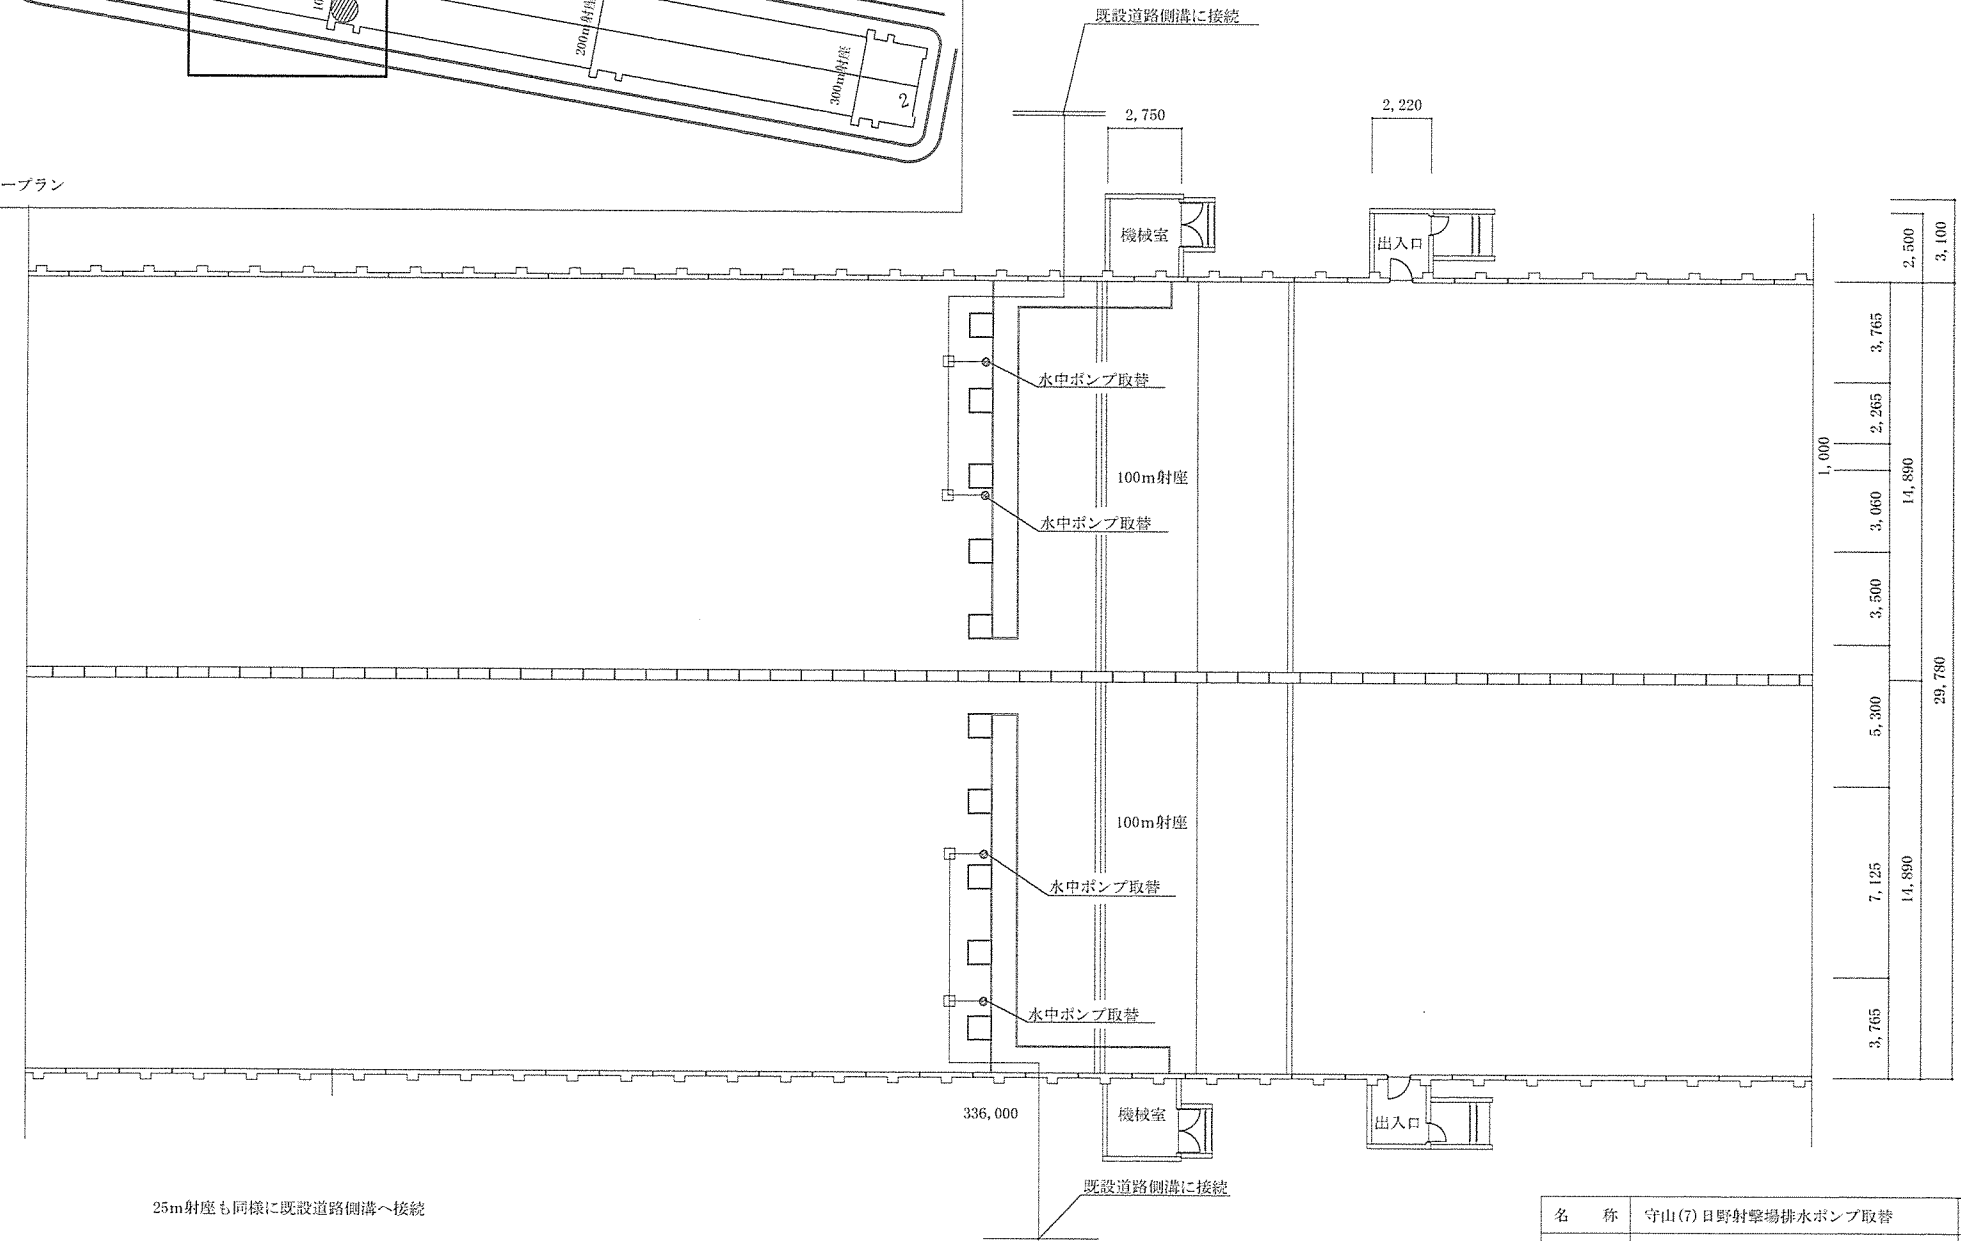 200m射座
300m射座
2
ープラン
既設道路側溝に接続
2,750
2,220
機械室
出入口
2,500
3,100
水中ポンプ取替
100m射座
水中ポンプ取替
3,765
2,265
1,000
3,060
14,890
3,500
29,780
5,300
100m射座
水中ポンプ取替
7,125
14,890
水中ポンプ取替
3,765
336,000
機械室
出入口
既設道路側溝に接続
25m射座も同様に既設道路側溝へ接続
名　称 守山(7)日野射撃場排水ポンプ取替